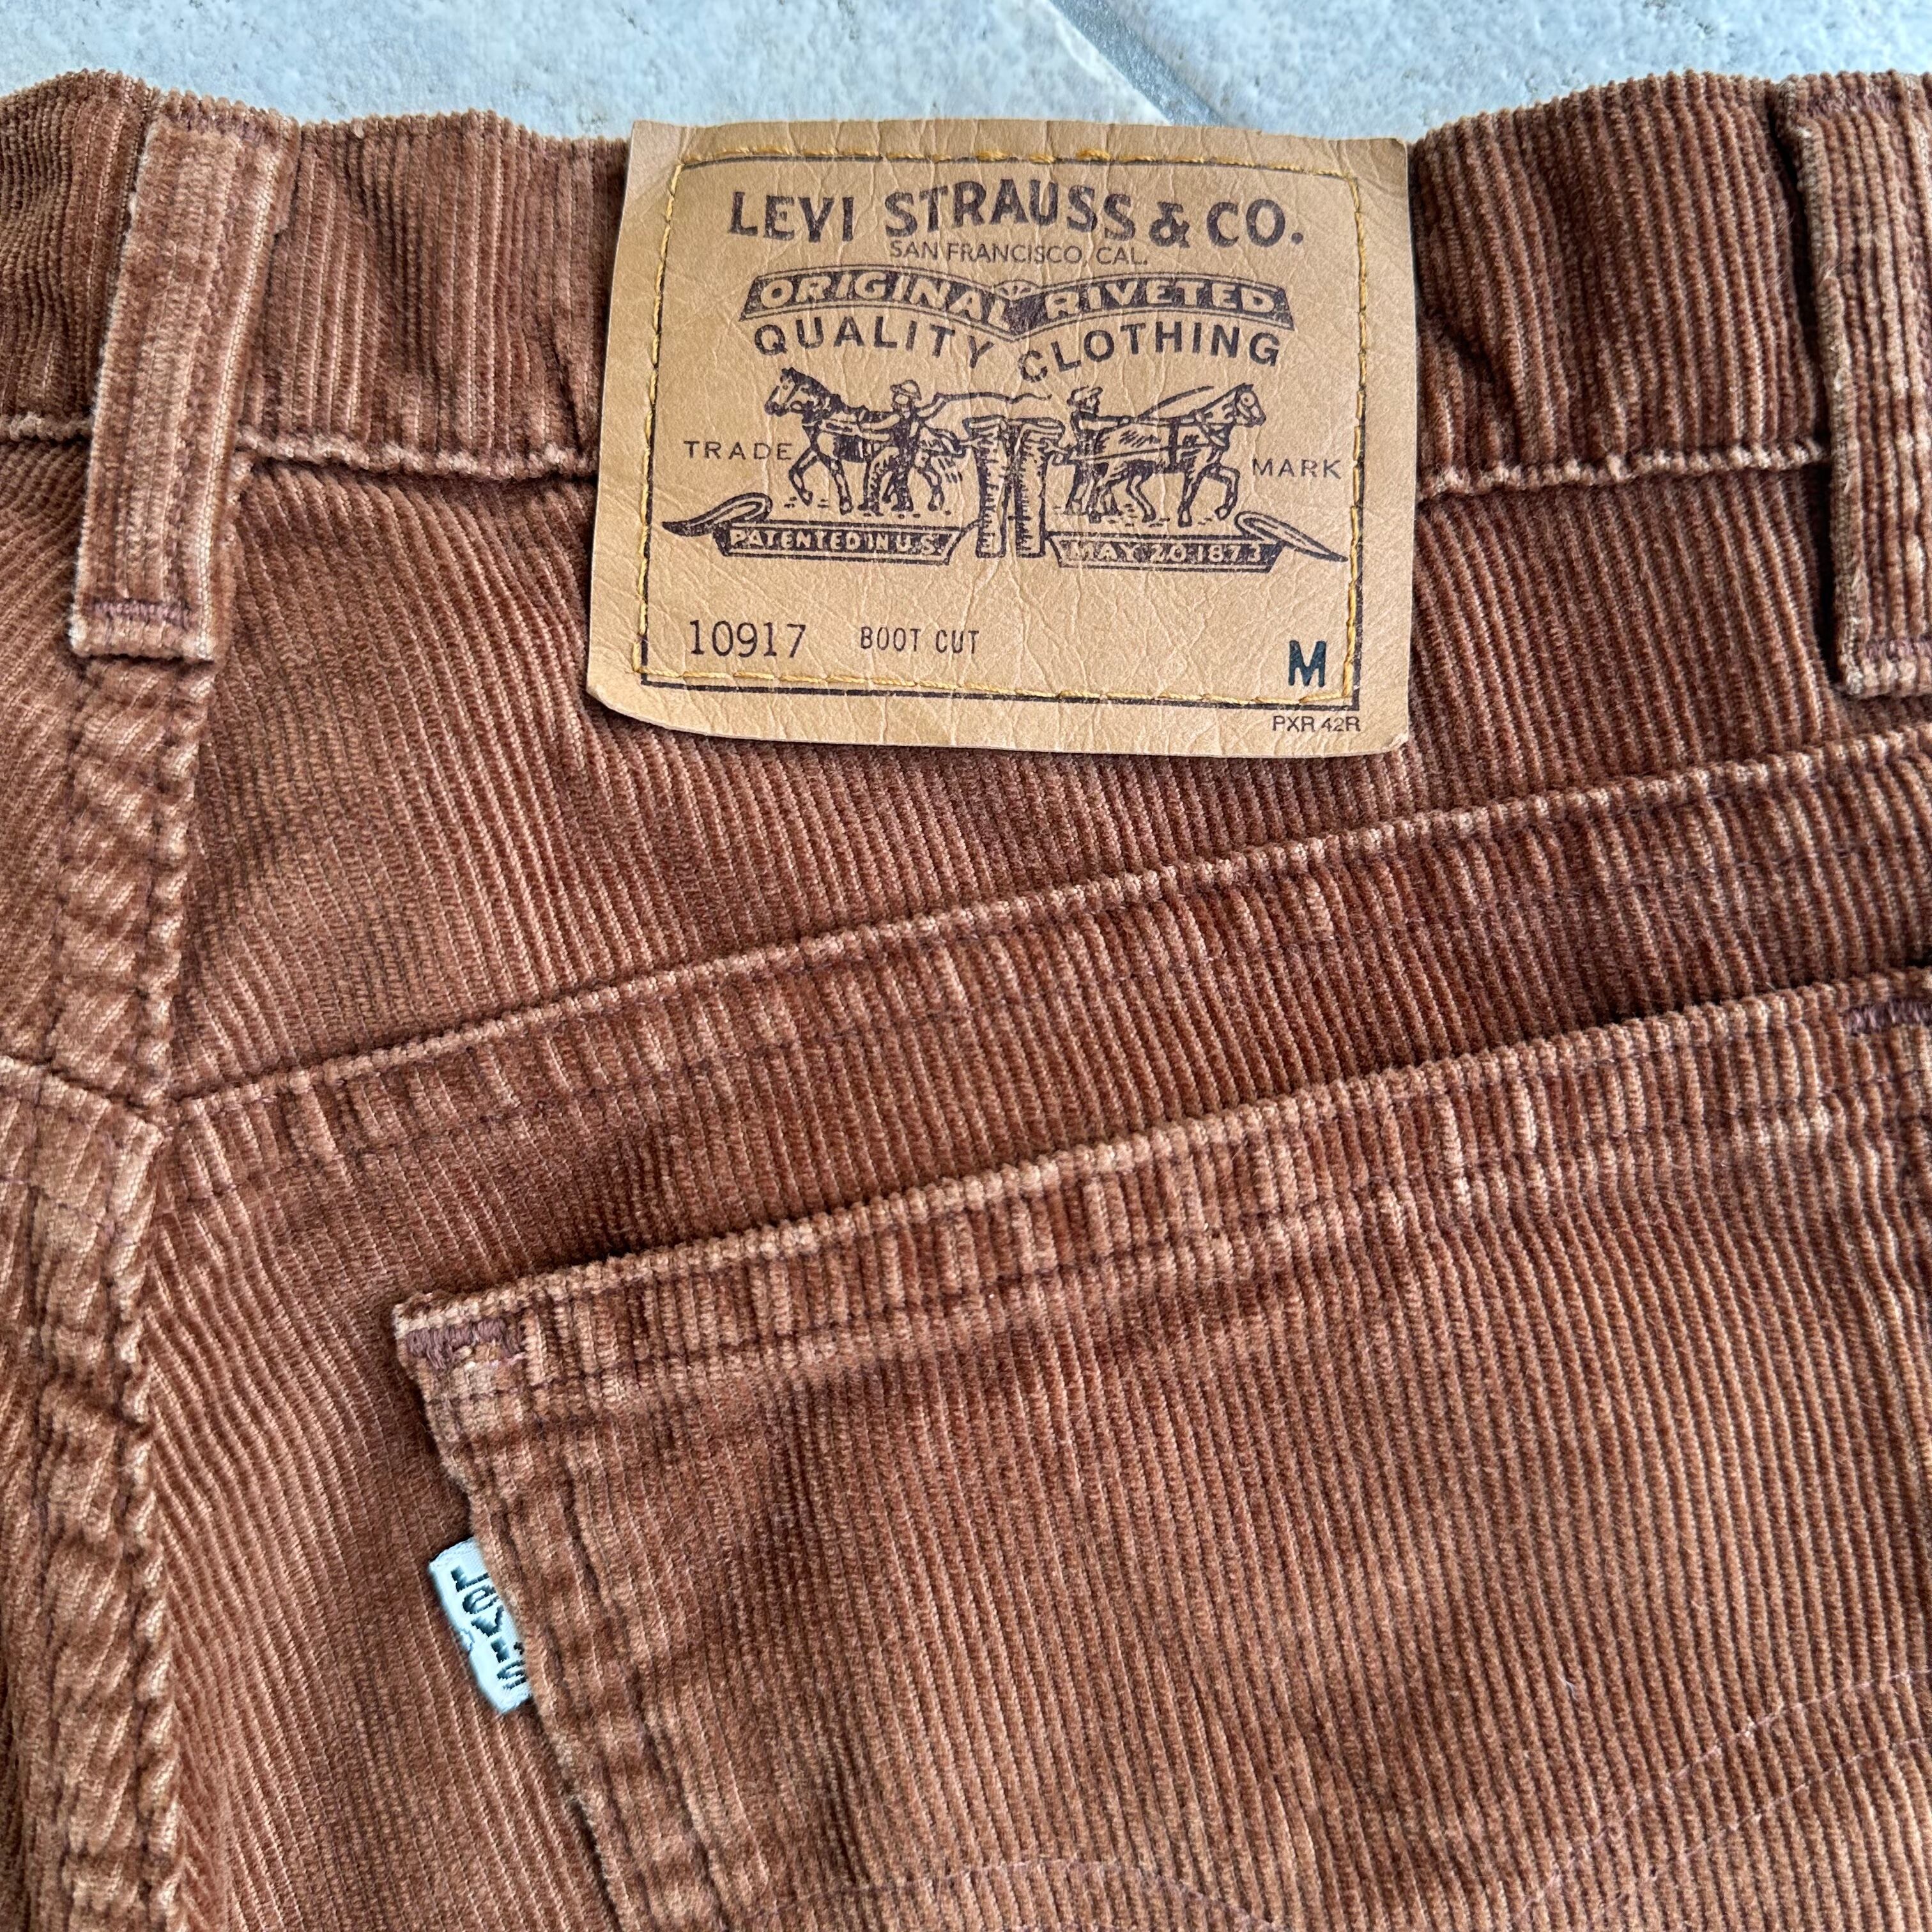 LEVI STRAUSS & CO.
SAN FRANCISCO, CAL.
ORIGINAL RIVETED
QUALITY CLOTHING
TRADE MARK
PATENTED IN U.S. MAY 20 1873
10917 BOOT CUT M
PXR 42R
LEVI'S